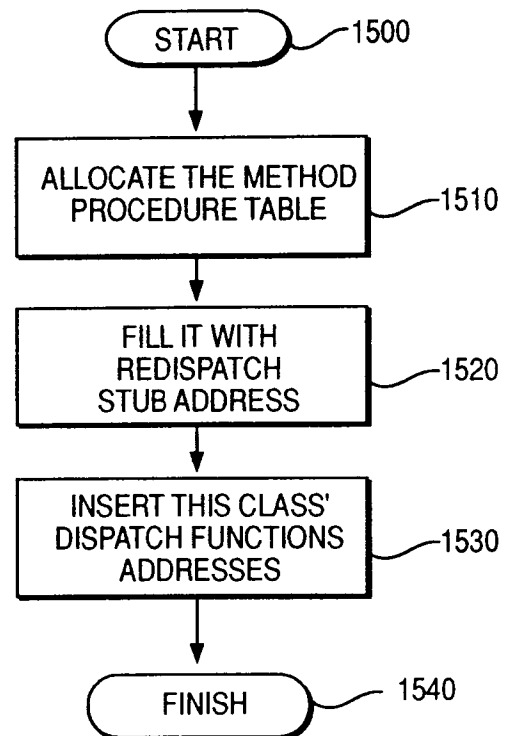 START
1500
ALLOCATE THE METHOD
PROCEDURE TABLE
1510
FILL IT WITH
REDISPATCH
STUB ADDRESS
1520
INSERT THIS CLASS'
DISPATCH FUNCTIONS
ADDRESSES
1530
FINISH
1540